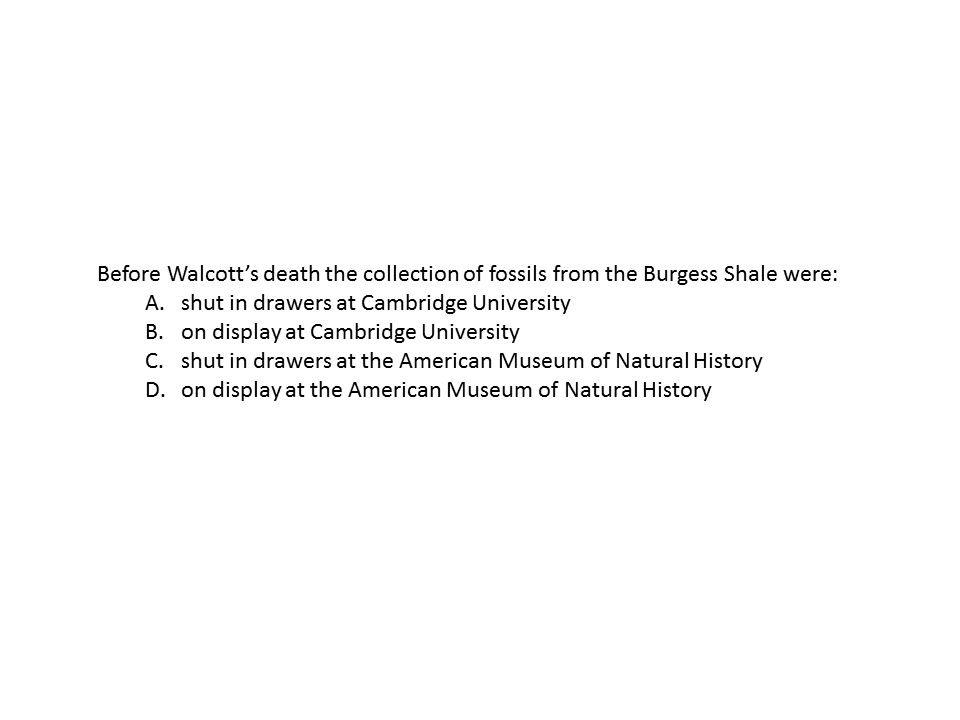 Before Walcott’s death the collection of fossils from the Burgess Shale were:
A. shut in drawers at Cambridge University
B. on display at Cambridge University
C. shut in drawers at the American Museum of Natural History
D. on display at the American Museum of Natural History